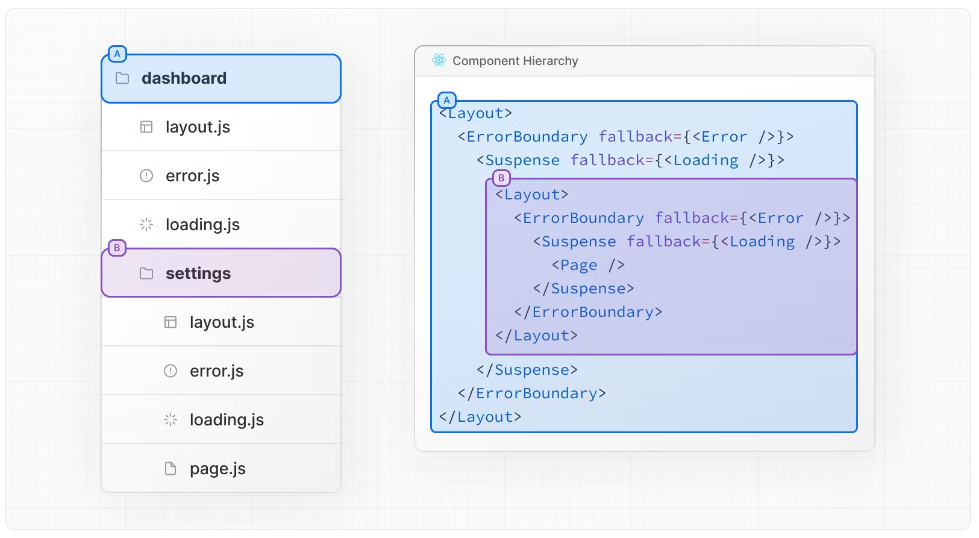 A
dashboard
layout.js
error.js
loading.js
B
settings
layout.js
error.js
loading.js
page.js
Component Hierarchy
A
<Layout>
<ErrorBoundary fallback={<Error />}>
<Suspense fallback={<Loading />}>
B
<Layout>
<ErrorBoundary fallback={<Error />}>
<Suspense fallback={<Loading />}>
<Page />
</Suspense>
</ErrorBoundary>
</Layout>
</Suspense>
</ErrorBoundary>
</Layout>